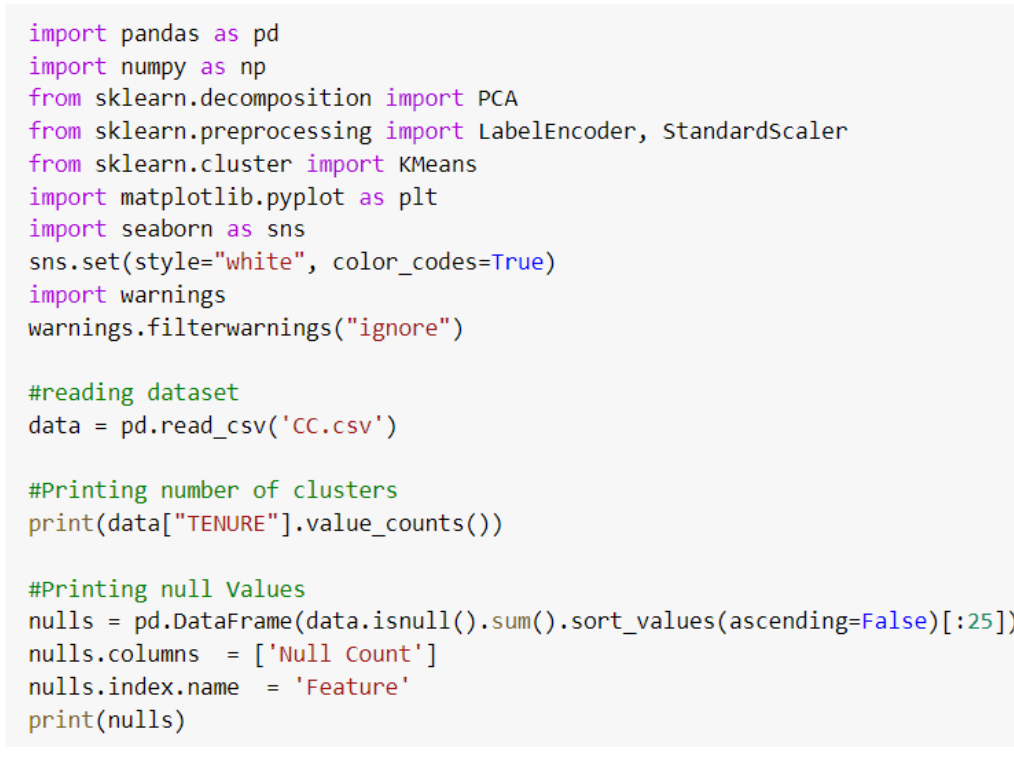 import pandas as pd
import numpy as np
from sklearn.decomposition import PCA
from sklearn.preprocessing import LabelEncoder, StandardScaler
from sklearn.cluster import KMeans
import matplotlib.pyplot as plt
import seaborn as sns
sns.set(style="white", color_codes=True)
import warnings
warnings.filterwarnings("ignore")
#reading dataset
data = pd.read_csv('CC.csv')
#Printing number of clusters
print(data["TENURE"].value_counts())
#Printing null Values
nulls = pd.DataFrame(data.isnull().sum().sort_values(ascending=False)[:25])
nulls.columns  = ['Null Count']
nulls.index.name  = 'Feature'
print(nulls)